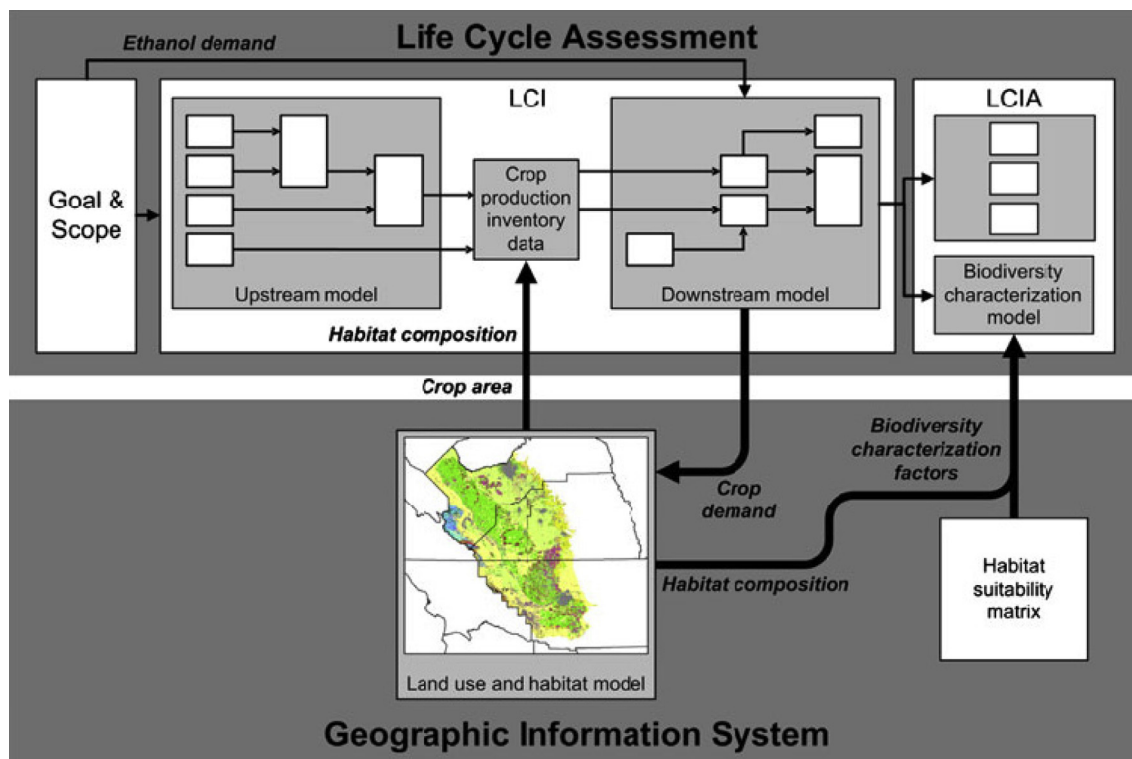 Life Cycle Assessment
Ethanol demand
Goal &
Scope
LCI
Upstream model
Crop
production
inventory
data
Downstream model
LCIA
Biodiversity
characterization
model
Habitat composition
Crop area
Crop
demand
Biodiversity
characterization
factors
Habitat composition
Habitat
suitability
matrix
Land use and habitat model
Geographic Information System